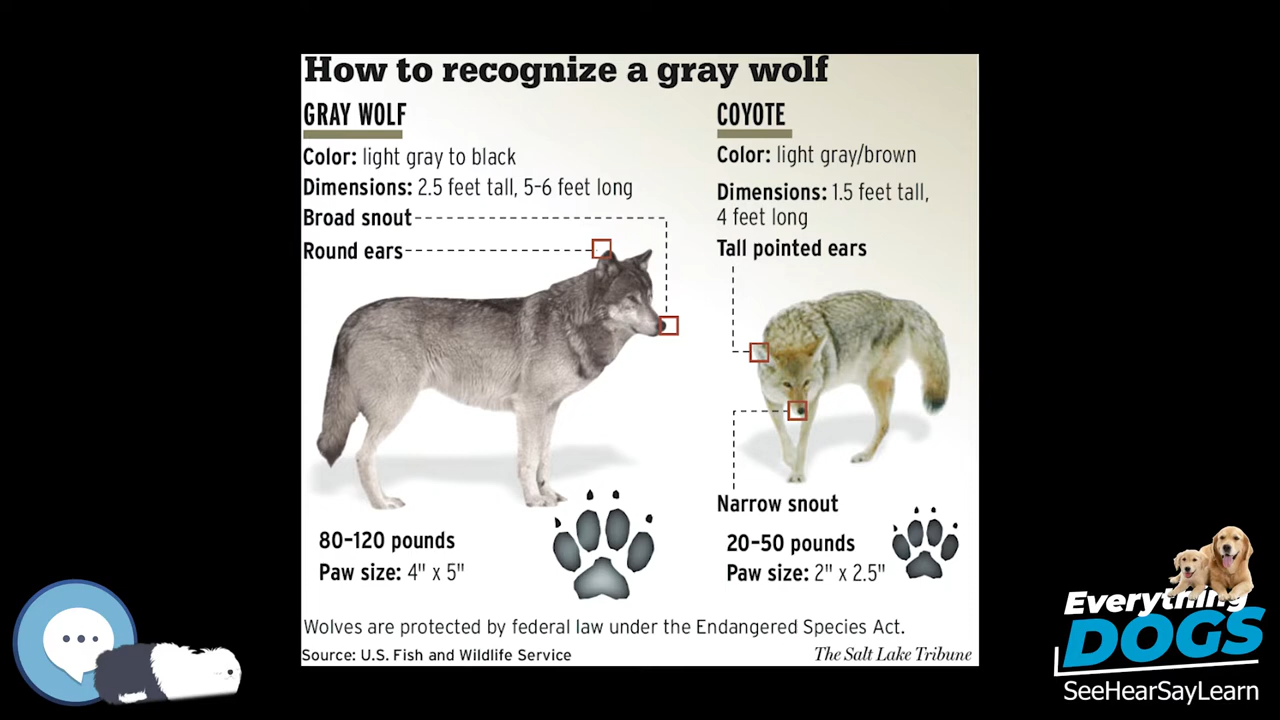 How to recognize a gray wolf
GRAY WOLF
Color: light gray to black
Dimensions: 2.5 feet tall, 5-6 feet long
Broad snout
Round ears
80-120 pounds
Paw size: 4" x 5"
COYOTE
Color: light gray/brown
Dimensions: 1.5 feet tall,
4 feet long
Tall pointed ears
Narrow snout
20-50 pounds
Paw size: 2" x 2.5"
Wolves are protected by federal law under the Endangered Species Act.
Source: U.S. Fish and Wildlife Service
The Salt Lake Tribune
Everything
DOGS
SeeHearSayLearn